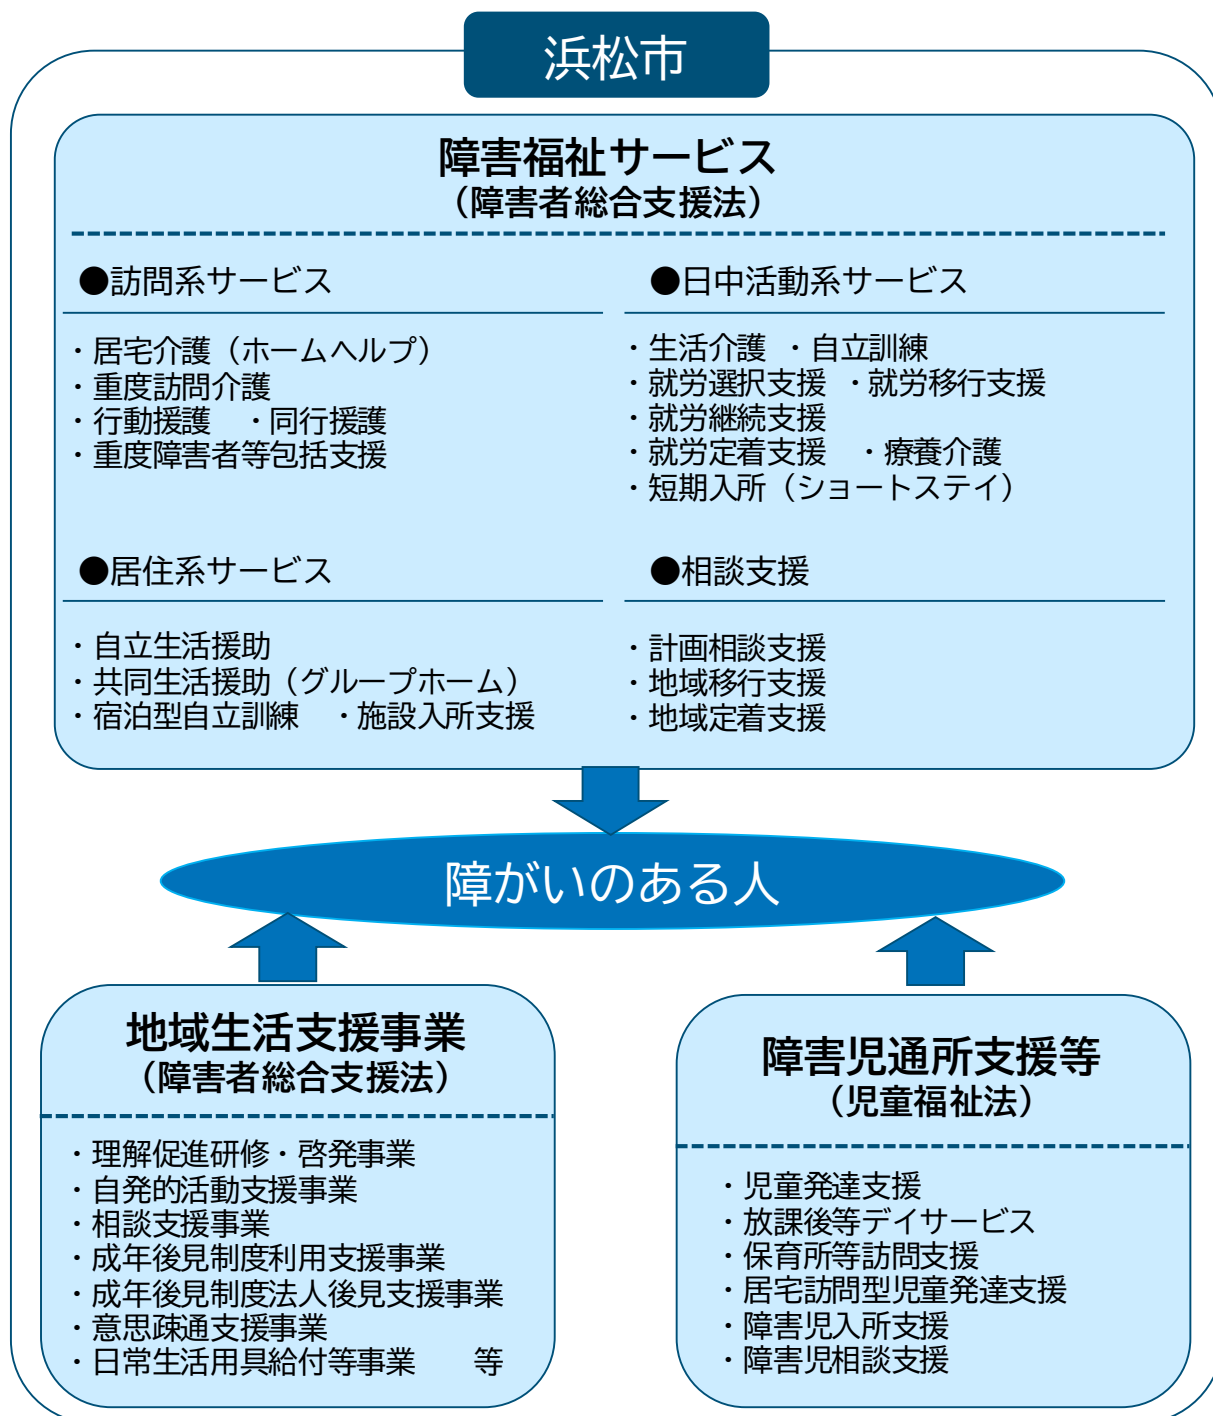 浜松市
障害福祉サービス
（障害者総合支援法）
●訪問系サービス
・居宅介護（ホームヘルプ）
・重度訪問介護
・行動援護　・同行援護
・重度障害者等包括支援
●日中活動系サービス
・生活介護　・自立訓練
・就労選択支援　・就労移行支援
・就労継続支援
・就労定着支援　・療養介護
・短期入所（ショートステイ）
●居住系サービス
・自立生活援助
・共同生活援助（グループホーム）
・宿泊型自立訓練　・施設入所支援
●相談支援
・計画相談支援
・地域移行支援
・地域定着支援
障がいのある人
地域生活支援事業
（障害者総合支援法）
・理解促進研修・啓発事業
・自発的活動支援事業
・相談支援事業
・成年後見制度利用支援事業
・成年後見制度法人後見支援事業
・意思疎通支援事業
・日常生活用具給付等事業　　等
障害児通所支援等
（児童福祉法）
・児童発達支援
・放課後等デイサービス
・保育所等訪問支援
・居宅訪問型児童発達支援
・障害児入所支援
・障害児相談支援